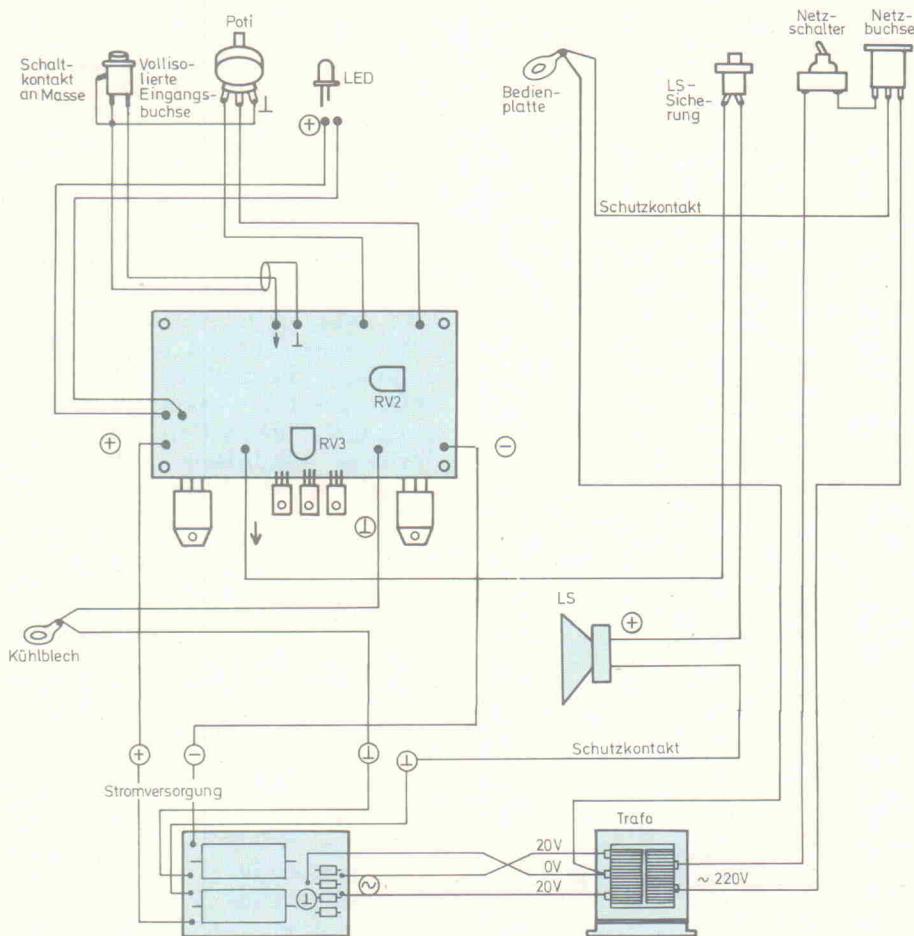 Schalt-
kontakt
an Masse
Volliso-
lierte
Eingangs-
buchse
Poti
⊥
LED
⊕
Bedien-
platte
LS-
Siche-
rung
Netz-
schalter
Netz-
buchse
Schutzkontakt
⊥
RV2
RV3
⊕
⊖
⊥
Kühlblech
LS
⊕
⊕
⊖
⊥
⊥
Schutzkontakt
Stromversorgung
Trafo
20V
0V
20V
~
⊥
~ 220V